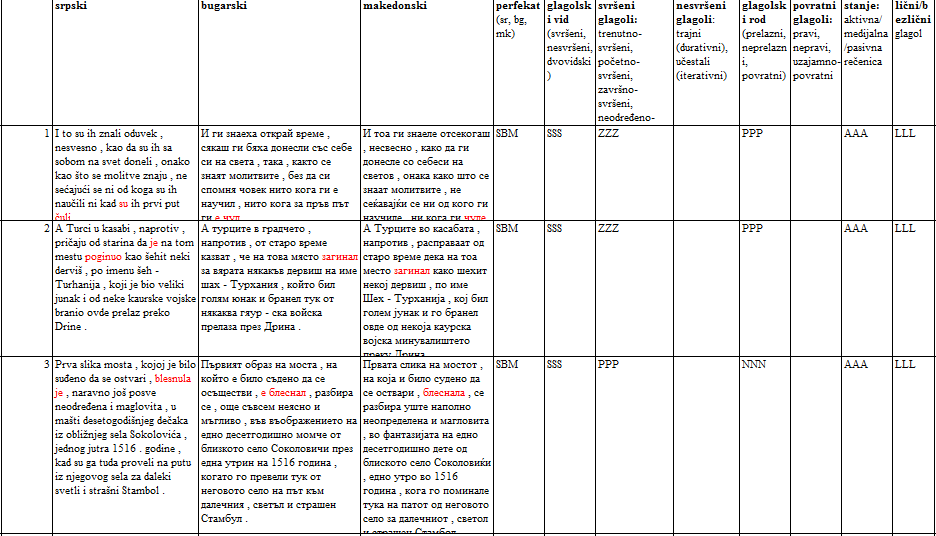 srpski
bugarski
makedonski
perfekat
(sr, bg,
mk)
glagolsk
i vid
(svršeni,
nesvršeni,
dvovidski
)
svršeni
glagoli:
trenutno-
svršeni,
početno-
svršeni,
završno-
svršeni,
neodređeno-
nesvršeni
glagoli:
trajni
(durativni),
učestali
(iterativni)
glagolsk
i rod
(prelazni,
neprelazn
i,
povratni)
povratni
glagoli:
pravi,
nepravi,
uzajamno-
povratni
stanje:
aktivna/
medijalna
/pasivna
rečenica
lični/b
ezlični
glagol
1
I to su ih znali oduvek ,
nesvesno , kao da su ih sa
sobom na svet doneli , onako
kao što se molitve znaju , ne
sećajući se ni od koga su ih
naučili ni kad su ih prvi put
čuli
И ги знаеха открай време ,
сякаш ги бяха донесли със себе
си на света , така , както се
знаят молитвите , без да си
спомня човек нито кога ги е
научил , нито кога за пръв път
ги е чул
И тоа ги знаеле отсекогаш
, несвесно , како да ги
донесле со себеси на
светов , онака како што се
знаат молитвите , не
сеќавајќи се ни од кого ги
научиле , ни кога ги чуле
SBM
SSS
ZZZ
PPP
AAA
LLL
2
A Turci u kasabi , naprotiv ,
pričaju od starina da je na tom
mestu poginuo kao šehit neki
derviš , po imenu šeh -
Turhanija , koji je bio veliki
junak i od neke kaurske vojske
branio ovde prelaz preko
Drine .
А турците в градчето ,
напротив , от старо време
казват , че на това място загинал
за вярата някакъв дервиш на име
шах - Турхания , който бил
голям юнак и бранел тук от
някаква гяур - ска войска
прелаза през Дрина .
А Турците во касабата ,
напротив , расправаат од
старо време дека на тоа
место загинал како шехит
некој дервиш , по име
Шех - Турханија , кој бил
голем јунак и го бранел
овде од некоја каурска
војска минувалиштето
преку Дрина
SBM
SSS
ZZZ
PPP
AAA
LLL
3
Prva slika mosta , kojoj je bilo
suđeno da se ostvari , blesnula
je , naravno još posve
neodređena i maglovita , u
mašti desetogodišnjeg dečaka
iz obližnjeg sela Sokolovića ,
jednog jutra 1516 . godine ,
kad su ga tuda proveli na putu
iz njegovog sela za daleki
svetli i strašni Stambol .
Първият образ на моста , на
който е било съдено да се
осъществи , е блеснал , разбира
се , още съвсем неясно и
мъгливо , във въображението на
едно десетгодишно момче от
близкото село Соколовичи през
една утрин на 1516 година ,
когато го превели тук от
неговото село на път към
далечния , светъл и страшен
Стамбул .
Првата слика на мостот ,
на која и било судено да
се оствари , блеснала , се
разбира уште наполно
неопределена и магловита
, во фантазијата на едно
десетгодишно дете од
блиското село Соколовиќи
, едно утро во 1516
година , кога го поминале
тука на патот од неговото
село за далечниот , светол
и страшен Стамбол
SBM
SSS
PPP
NNN
AAA
LLL